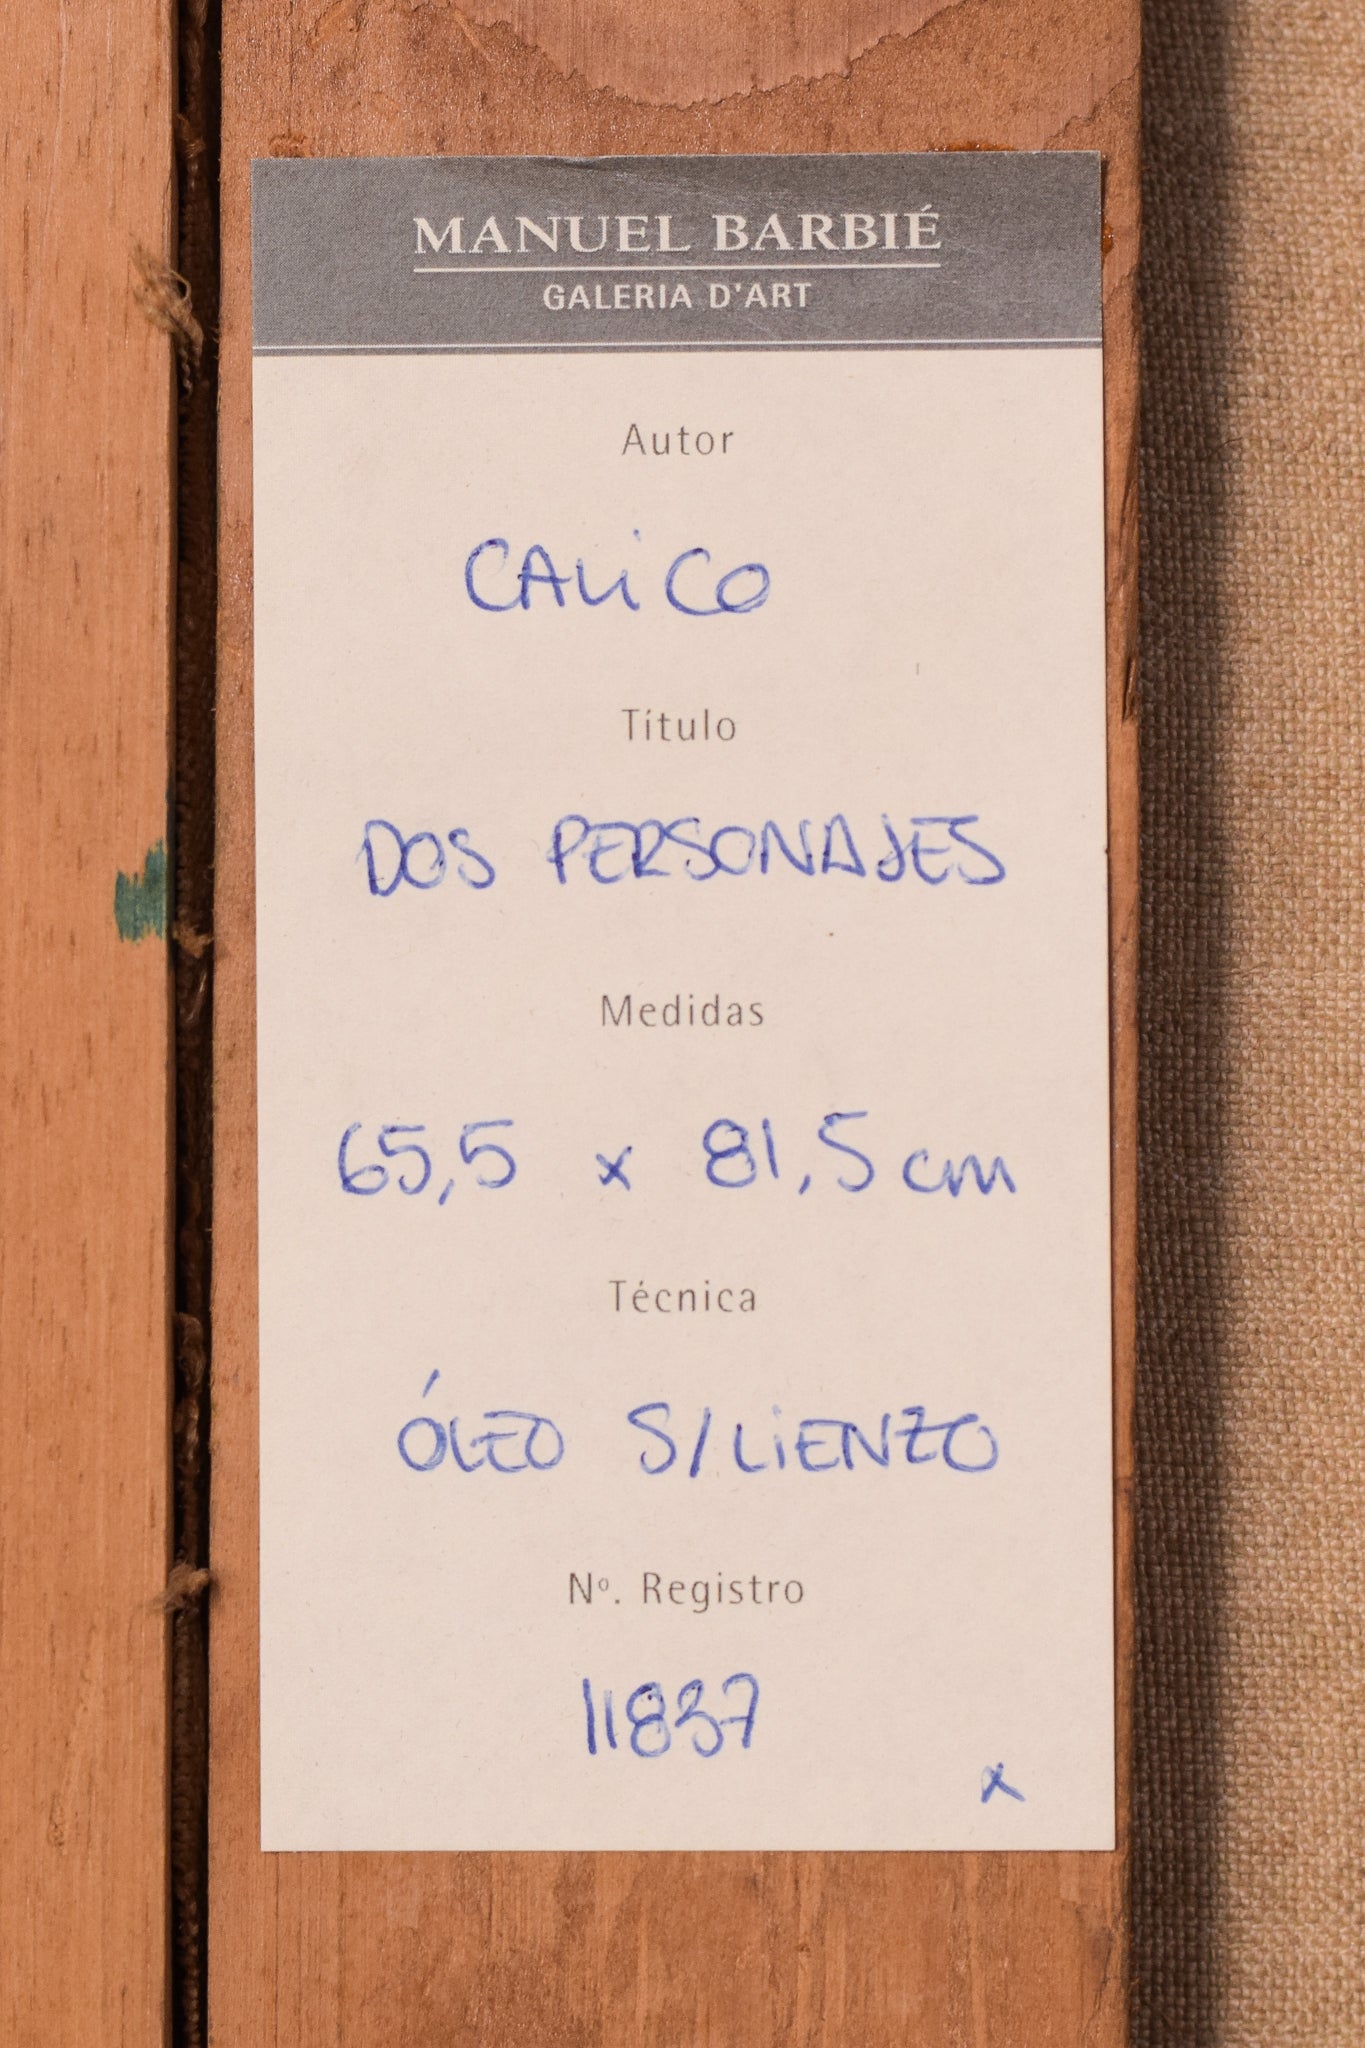 MANUEL BARBIÉ
GALERIA D'ART
Autor
CALiCO
Título
DOS PERSONAJES
Medidas
65,5 x 81,5 cm
Técnica
ÓLEO S/LiENZO
Nº. Registro
11837
x